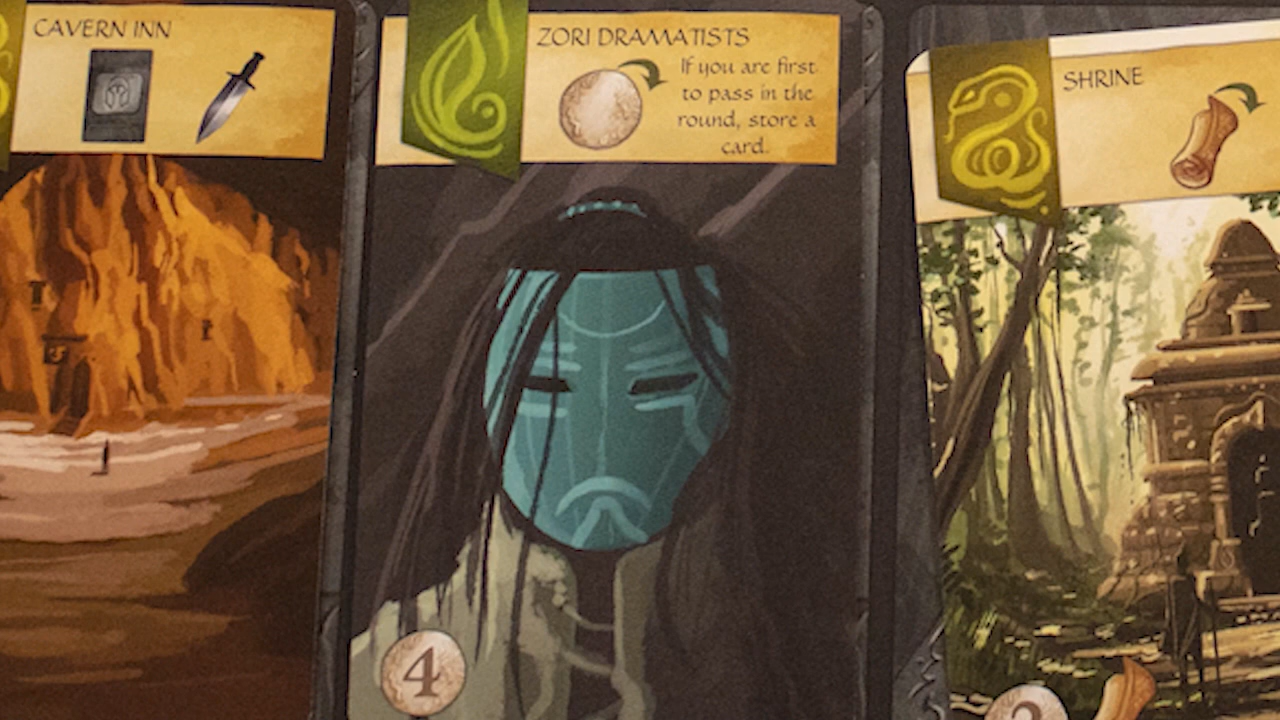 CAVERN INN
ZORI DRAMATISTS
If you are first
to pass in the
round, store a
card.
SHRINE
4